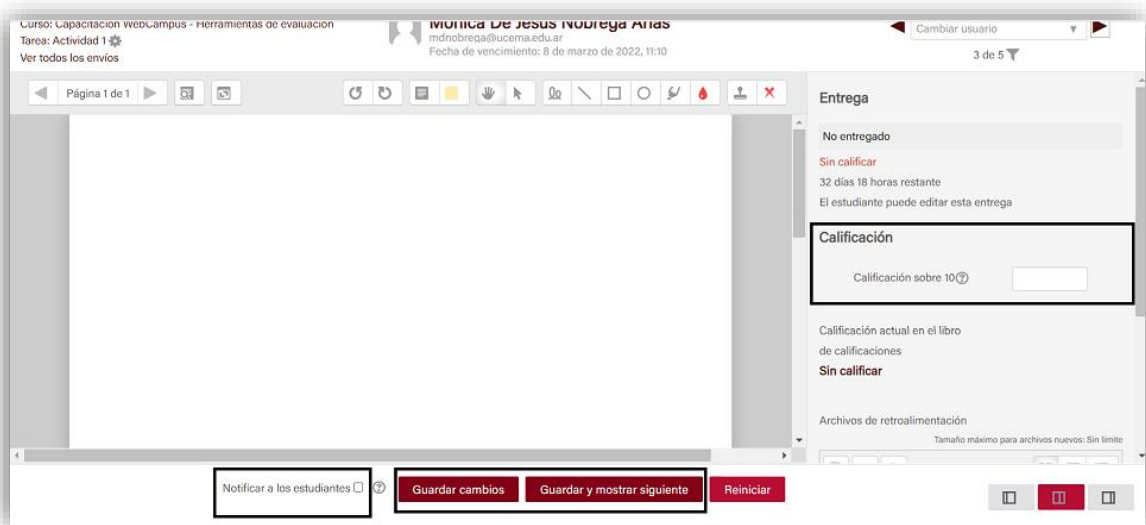 Curso: Capacitación WebCampus - Herramientas de evaluación
Tarea: Actividad 1
Ver todos los envíos
Mónica De Jesús Nóbrega Arias
mdnobrega@ucema.edu.ar
Fecha de vencimiento: 8 de marzo de 2022, 11:10
Cambiar usuario
3 de 5
Página 1 de 1
Entrega
No entregado
Sin calificar
32 días 18 horas restante
El estudiante puede editar esta entrega
Calificación
Calificación sobre 10
Calificación actual en el libro
de calificaciones
Sin calificar
Archivos de retroalimentación
Tamaño máximo para archivos nuevos: Sin límite
Notificar a los estudiantes
Guardar cambios
Guardar y mostrar siguiente
Reiniciar